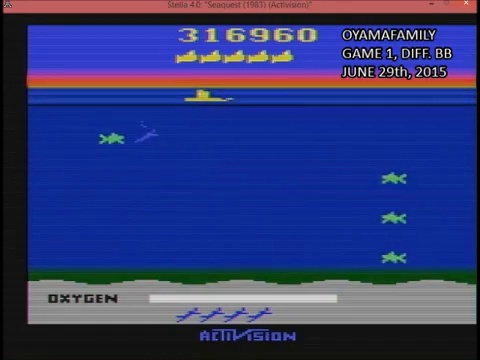 Stella 4.0: "Seaquest (1983) (Activision)"
316960
OYAMAFAMILY
GAME 1, DIFF. BB
JUNE 29th, 2015
OXYGEN
ACTIVISION